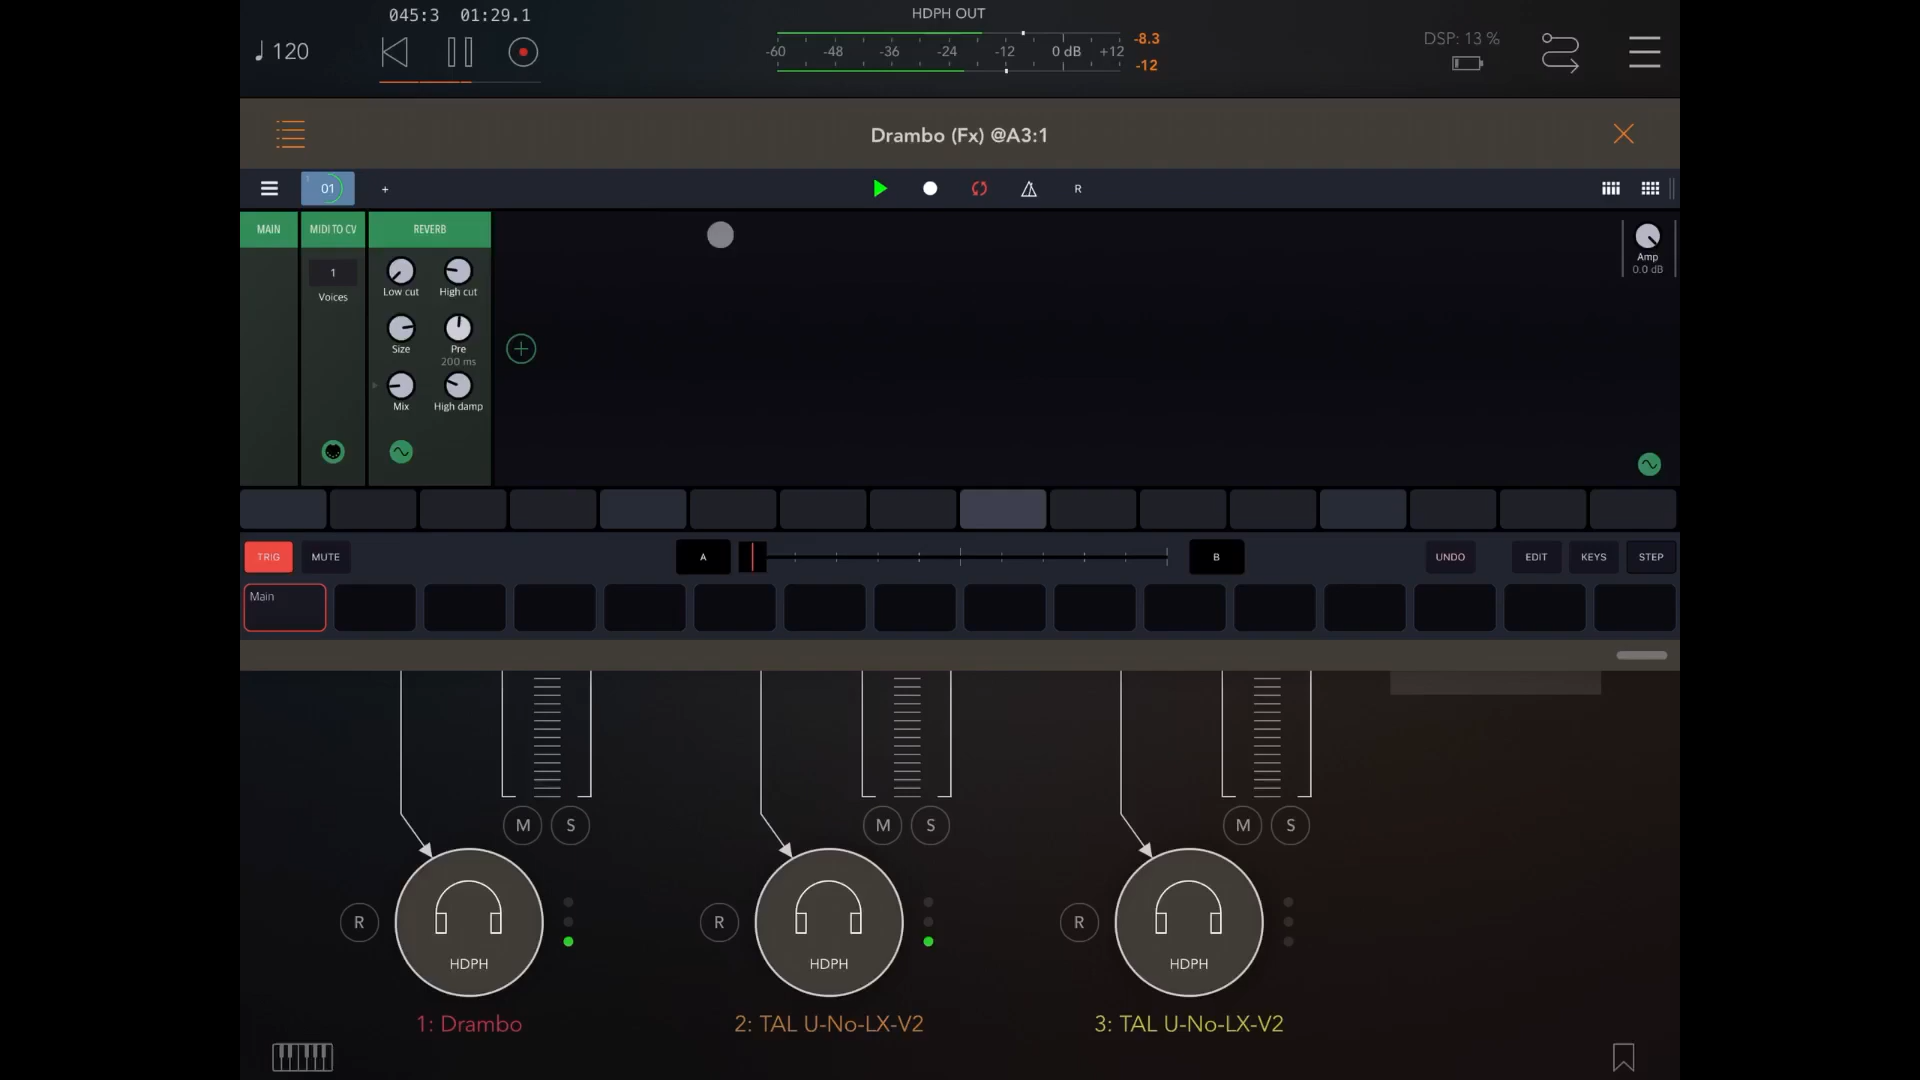 045:3 01:29.1
♩ 120
HDPH OUT
-60 -48 -36 -24 -12 0 dB +12
-8.3
-12
DSP: 13 %
Drambo (Fx) @A3:1
1 01 + R
MAIN MIDI TO CV REVERB
1
Voices
Low cut High cut
Size Pre
200 ms
Mix High damp
Amp
0.0 dB
TRIG MUTE A B UNDO EDIT KEYS STEP
Main
M S M S M S
R R R
HDPH HDPH HDPH
1: Drambo 2: TAL U-No-LX-V2 3: TAL U-No-LX-V2